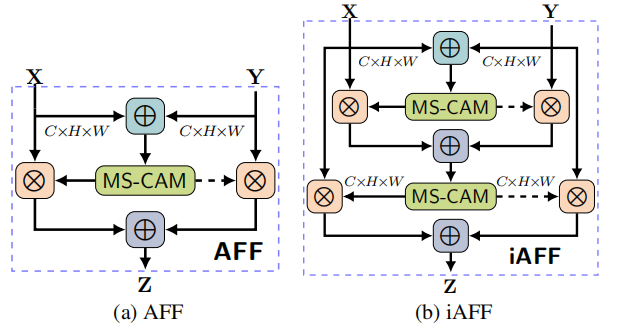 X
Y
C×H×W
C×H×W
MS-CAM
AFF
Z
(a) AFF
X
Y
C×H×W
C×H×W
MS-CAM
C×H×W
C×H×W
MS-CAM
iAFF
Z
(b) iAFF